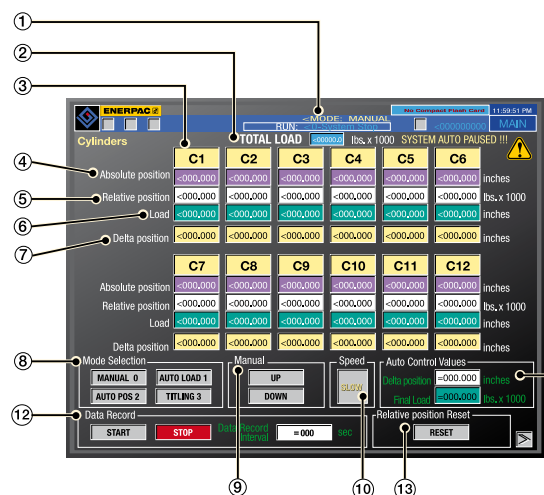 ①
②
③
④
⑤
⑥
⑦
⑧
⑫
⑨
⑩
⑬
ENERPAC
<MODE: MANUAL
No Compact Flash Card
11:59:51 PM
RUN: <U-System Stop
<000000000
MAIN
Cylinders
TOTAL LOAD <00000.0 lbs. x 1000 SYSTEM AUTO PAUSED !!!
C1 C2 C3 C4 C5 C6
Absolute position <000.000 <000.000 <000.000 <000.000 <000.000 <000.000 inches
Relative position <000.000 <000.000 <000.000 <000.000 <000.000 <000.000 lbs. x 1000
Load <000.000 <000.000 <000.000 <000.000 <000.000 <000.000 inches
Delta position <000.000 <000.000 <000.000 <000.000 <000.000 <000.000 inches
C7 C8 C9 C10 C11 C12
Absolute position <000.000 <000.000 <000.000 <000.000 <000.000 <000.000 inches
Relative position <000.000 <000.000 <000.000 <000.000 <000.000 <000.000 lbs. x 1000
Load <000.000 <000.000 <000.000 <000.000 <000.000 <000.000 inches
Delta position <000.000 <000.000 <000.000 <000.000 <000.000 <000.000 inches
Mode Selection
MANUAL 0 AUTO LOAD 1
AUTO POS 2 TITLING 3
Manual
UP
DOWN
Speed
SLOW
Auto Control Values
Delta position =000.000 inches
Final Load =000.000 lbs. x 1000
Data Record
START STOP Data Record Interval =000 sec
Relative position Reset
RESET